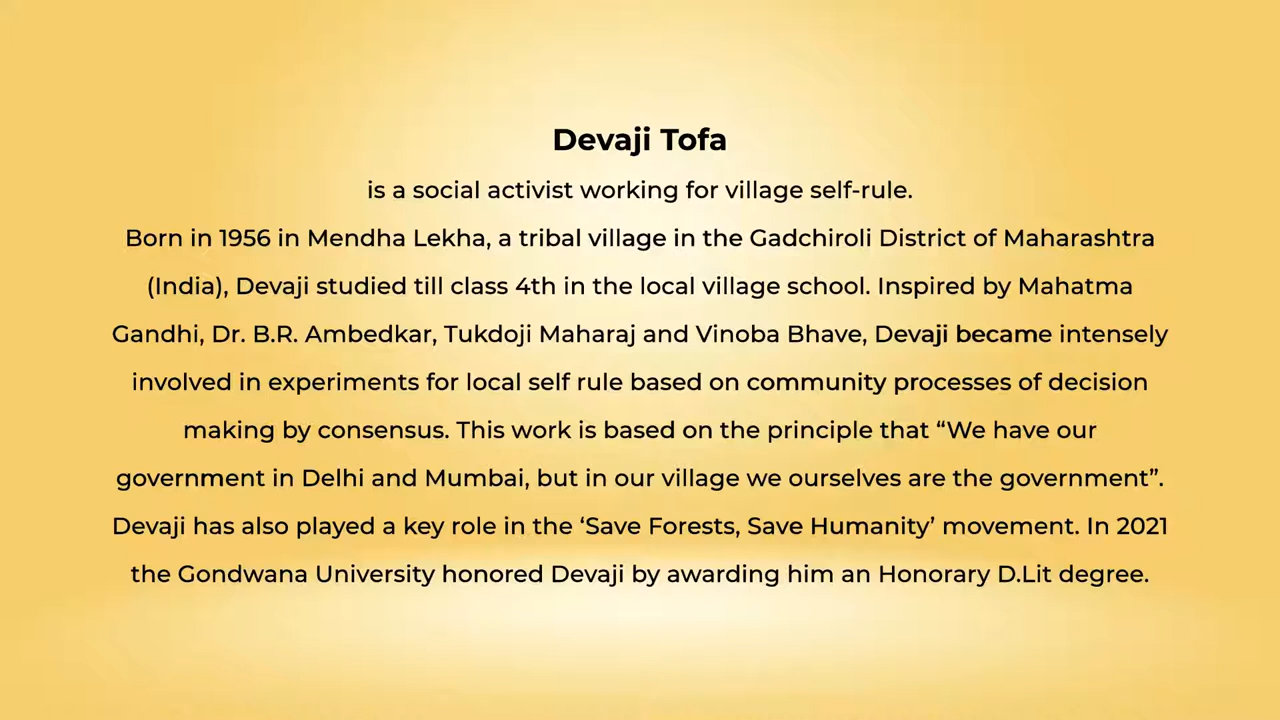 Devaji Tofa
is a social activist working for village self-rule.
Born in 1956 in Mendha Lekha, a tribal village in the Gadchiroli District of Maharashtra
(India), Devaji studied till class 4th in the local village school. Inspired by Mahatma
Gandhi, Dr. B.R. Ambedkar, Tukdoji Maharaj and Vinoba Bhave, Devaji became intensely
involved in experiments for local self rule based on community processes of decision
making by consensus. This work is based on the principle that “We have our
government in Delhi and Mumbai, but in our village we ourselves are the government”.
Devaji has also played a key role in the ‘Save Forests, Save Humanity’ movement. In 2021
the Gondwana University honored Devaji by awarding him an Honorary D.Lit degree.